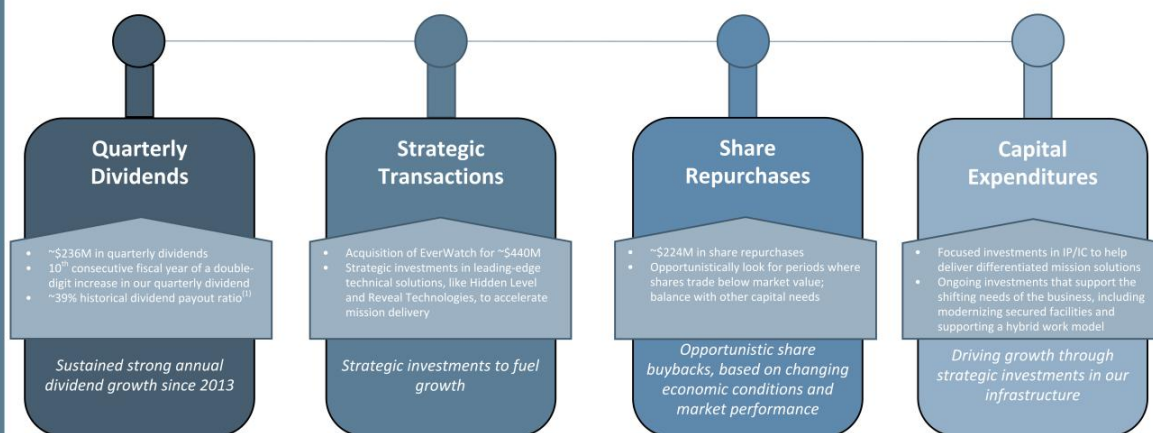 Quarterly
Dividends
• ~$236M in quarterly dividends
• 10th consecutive fiscal year of a double-
digit increase in our quarterly dividend
• ~39% historical dividend payout ratio(1)
Sustained strong annual
dividend growth since 2013
Strategic
Transactions
• Acquisition of EverWatch for ~$440M
• Strategic investments in leading-edge
technical solutions, like Hidden Level
and Reveal Technologies, to accelerate
mission delivery
Strategic investments to fuel
growth
Share
Repurchases
• ~$224M in share repurchases
• Opportunistically look for periods where
shares trade below market value;
balance with other capital needs
Opportunistic share
buybacks, based on changing
economic conditions and
market performance
Capital
Expenditures
• Focused investments in IP/IC to help
deliver differentiated mission solutions
• Ongoing investments that support the
shifting needs of the business, including
modernizing secured facilities and
supporting a hybrid work model
Driving growth through
strategic investments in our
infrastructure